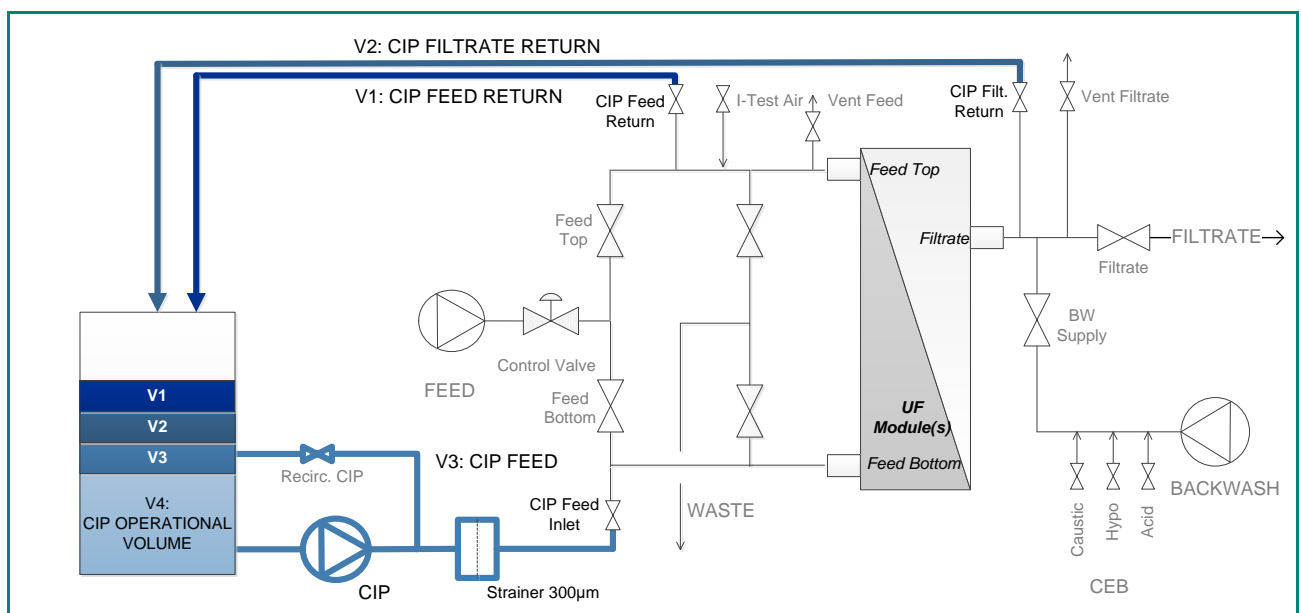 V2: CIP FILTRATE RETURN
V1: CIP FEED RETURN
CIP Feed
Return
I-Test Air
Vent Feed
CIP Filt.
Return
Vent Filtrate
Feed Top
Feed
Top
Filtrate
FILTRATE
Filtrate
BW
Supply
Control Valve
FEED
Feed
Bottom
V1
V2
V3
Recirc. CIP
V3: CIP FEED
UF
Module(s)
Feed Bottom
V4:
CIP OPERATIONAL
VOLUME
CIP Feed
Inlet
WASTE
BACKWASH
Caustic
Hypo
Acid
CIP
Strainer 300µm
CEB